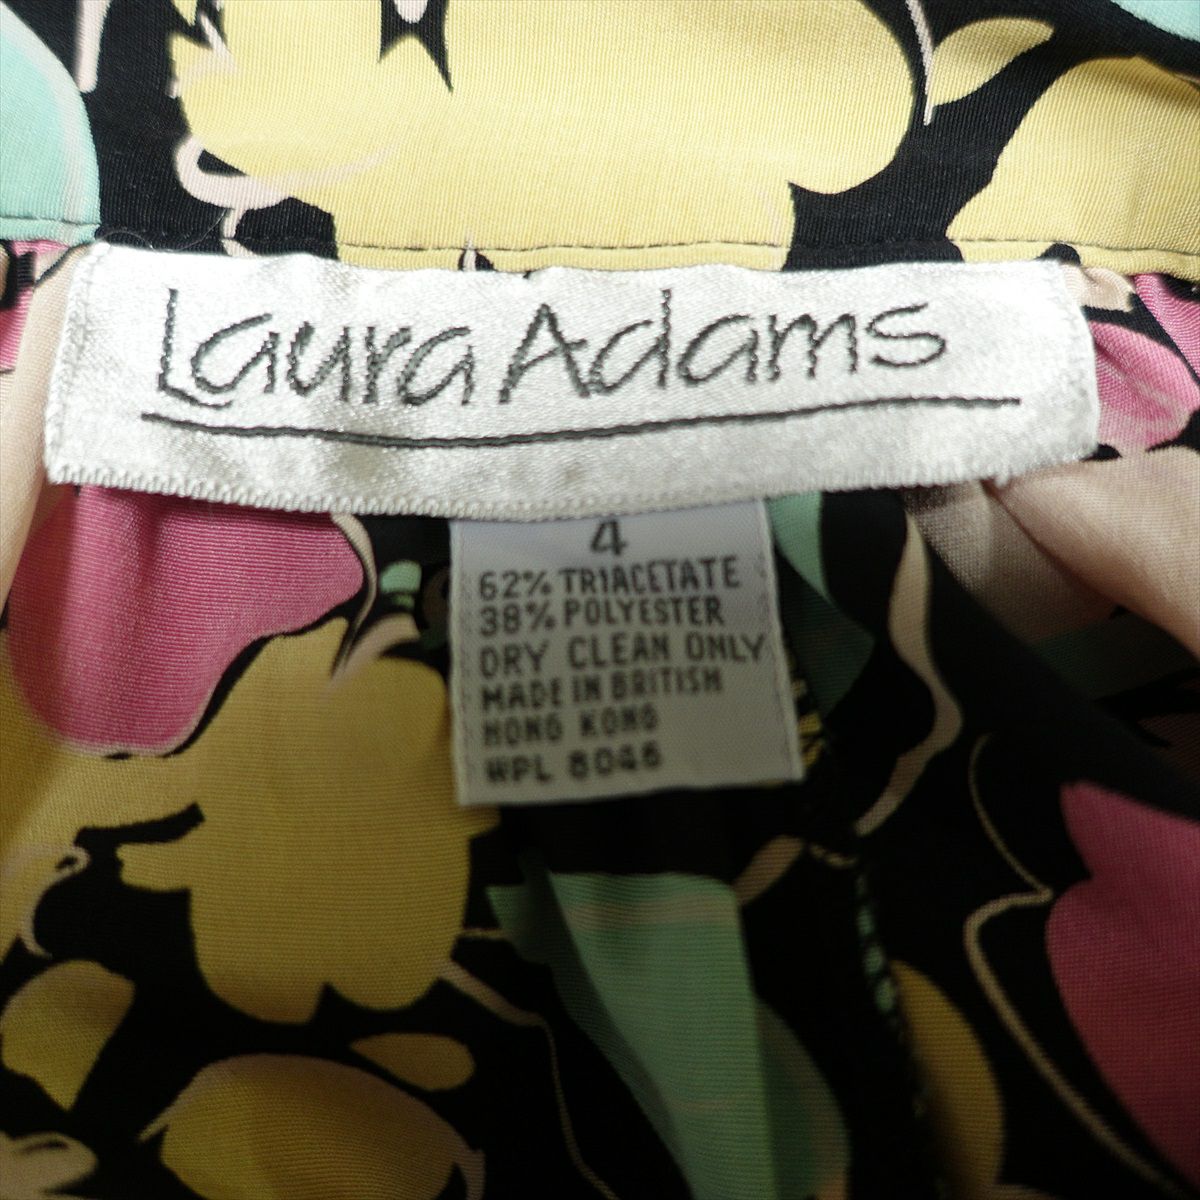 Laura Adams
4
62% TRIACETATE
38% POLYESTER
DRY CLEAN ONLY
MADE IN BRITISH
HONG KONG
WPL 8046